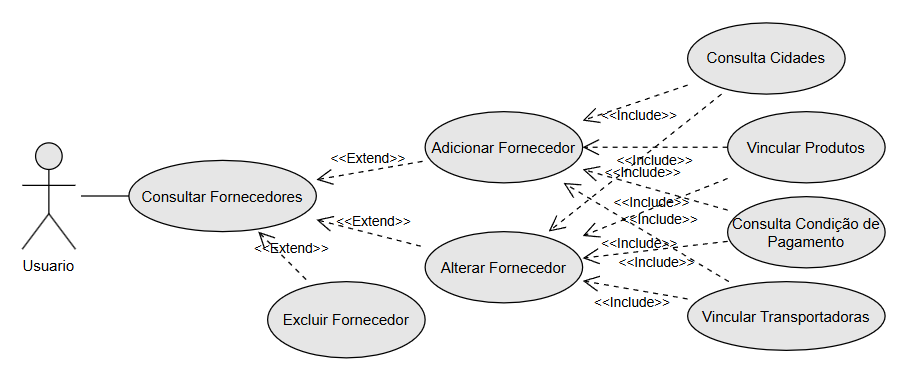 Consulta Cidades
<<Include>>
Adicionar Fornecedor
Vincular Produtos
<<Extend>>
<<Include>>
<<Include>>
Consultar Fornecedores
<<Include>>
<<Include>>
<<Extend>>
Consulta Condição de
Pagamento
<<Include>>
<<Extend>>
<<Include>>
Usuario
Alterar Fornecedor
<<Include>>
Excluir Fornecedor
Vincular Transportadoras